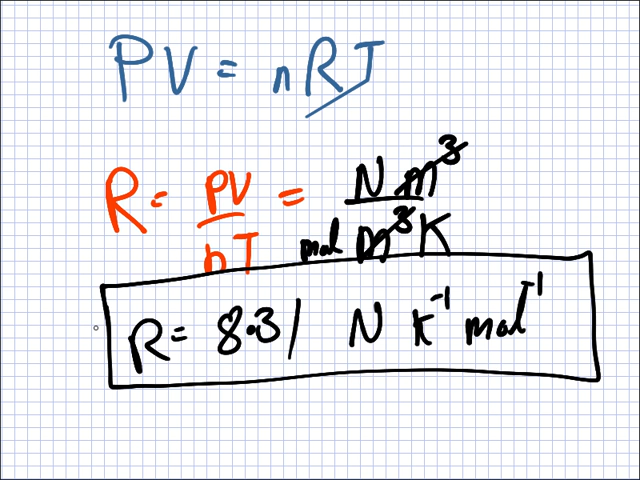 PV = nRT
R = PV/nT = N m³/mol m³ K
R = 8.31 N K⁻¹ mol⁻¹